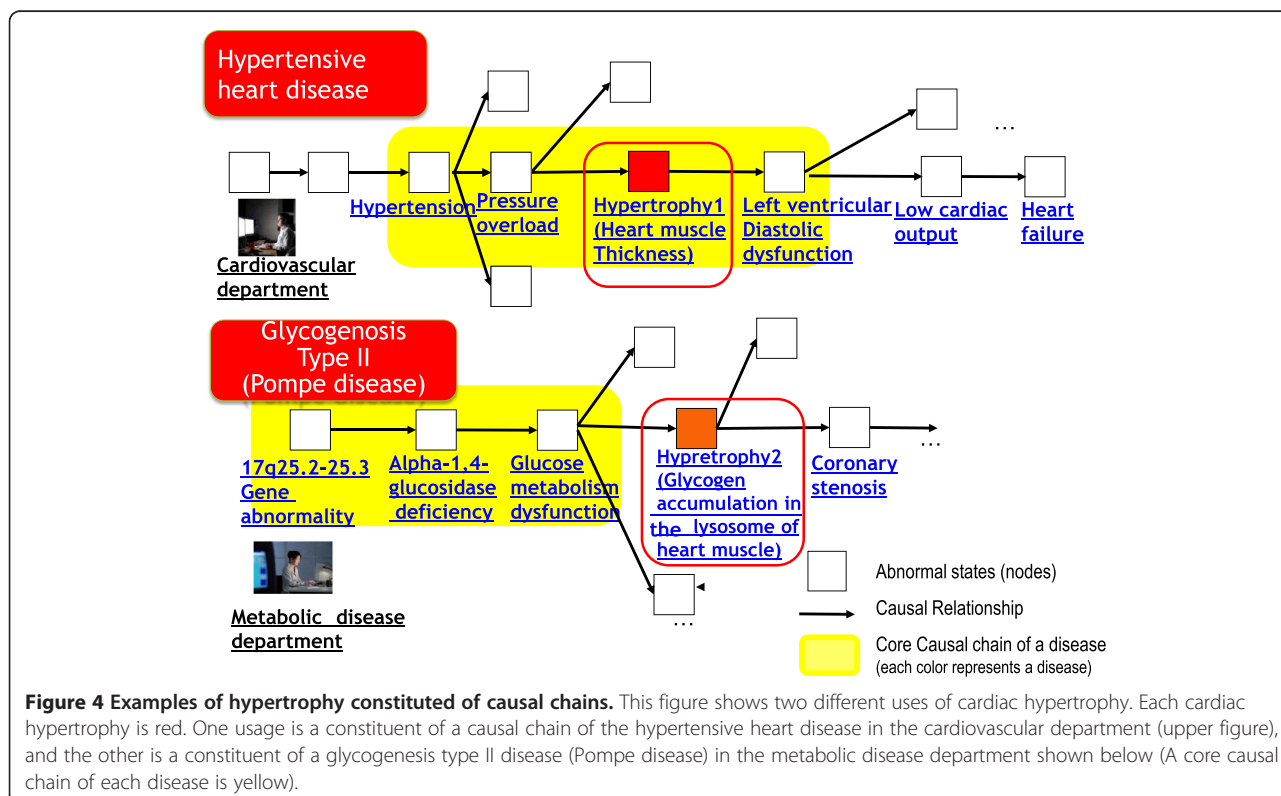 Hypertensive
heart disease
...
Hypertension
Pressure
overload
Hypertrophy1
(Heart muscle
Thickness)
Left ventricular
Diastolic
dysfunction
Low cardiac
output
Heart
failure
Cardiovascular
department
Glycogenosis
Type II
(Pompe disease)
17q25.2-25.3
Gene
abnormality
Alpha-1,4-
glucosidase
deficiency
Glucose
metabolism
dysfunction
Hypretrophy2
(Glycogen
accumulation in
the lysosome of
heart muscle)
Coronary
stenosis
...
...
Metabolic disease
department
Abnormal states (nodes)
Causal Relationship
Core Causal chain of a disease
(each color represents a disease)
Figure 4 Examples of hypertrophy constituted of causal chains. This figure shows two different uses of cardiac hypertrophy. Each cardiac
hypertrophy is red. One usage is a constituent of a causal chain of the hypertensive heart disease in the cardiovascular department (upper figure),
and the other is a constituent of a glycogenesis type II disease (Pompe disease) in the metabolic disease department shown below (A core causal
chain of each disease is yellow).